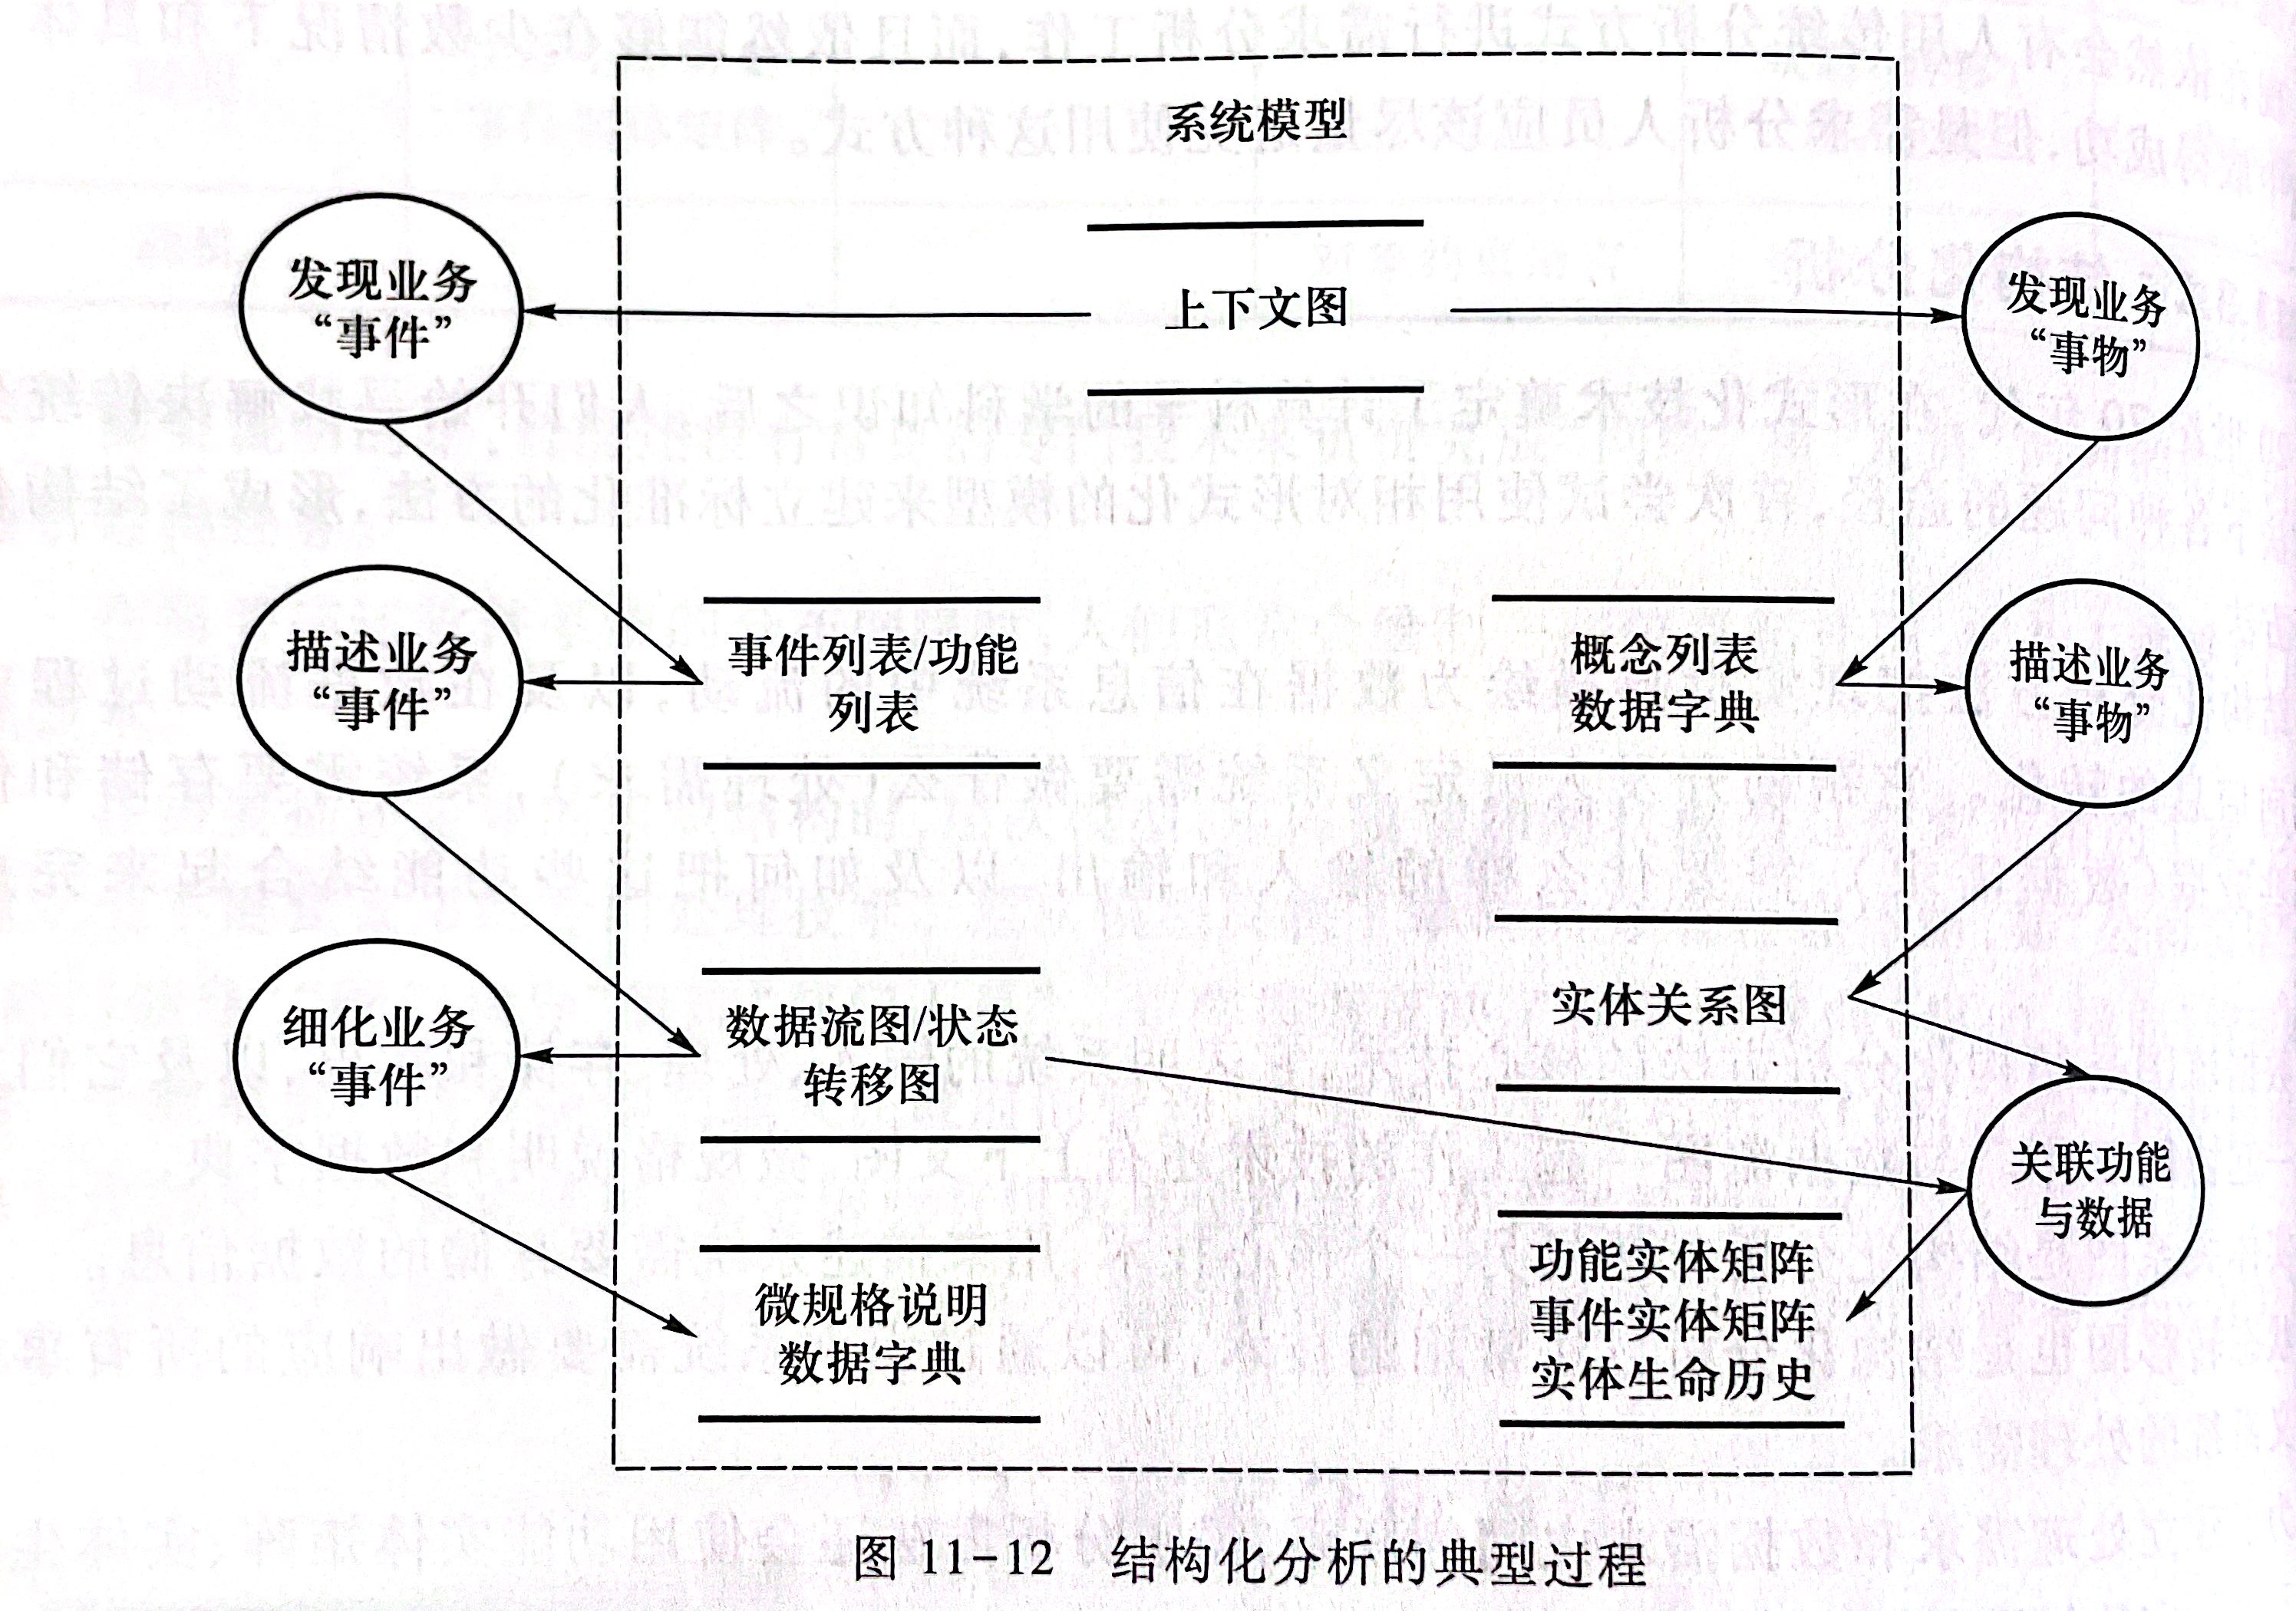 系统模型
发现业务
“事件”
上下文图
发现业务
“事物”
描述业务
“事件”
事件列表/功能
列表
概念列表
数据字典
描述业务
“事物”
细化业务
“事件”
数据流图/状态
转移图
实体关系图
关联功能
与数据
微规格说明
数据字典
功能实体矩阵
事件实体矩阵
实体生命历史
图 11-12 结构化分析的典型过程